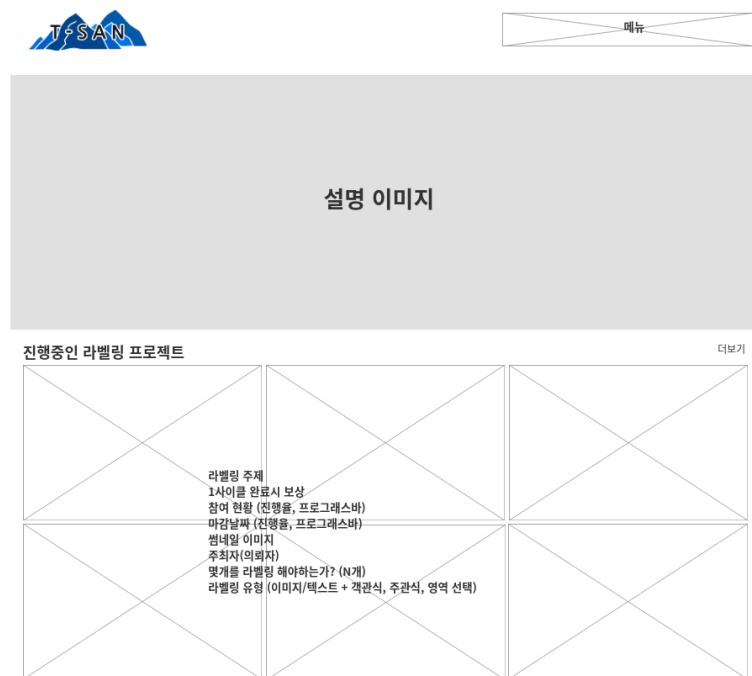 T-SAN
메뉴
설명 이미지
진행중인 라벨링 프로젝트
더보기
라벨링 주제
1사이클 완료시 보상
참여 현황 (진행율, 프로그래스바)
마감날짜 (진행율, 프로그래스바)
썸네일 이미지
주최자(의뢰자)
몇개를 라벨링 해야하는가? (N개)
라벨링 유형 (이미지/텍스트 + 객관식, 주관식, 영역 선택)